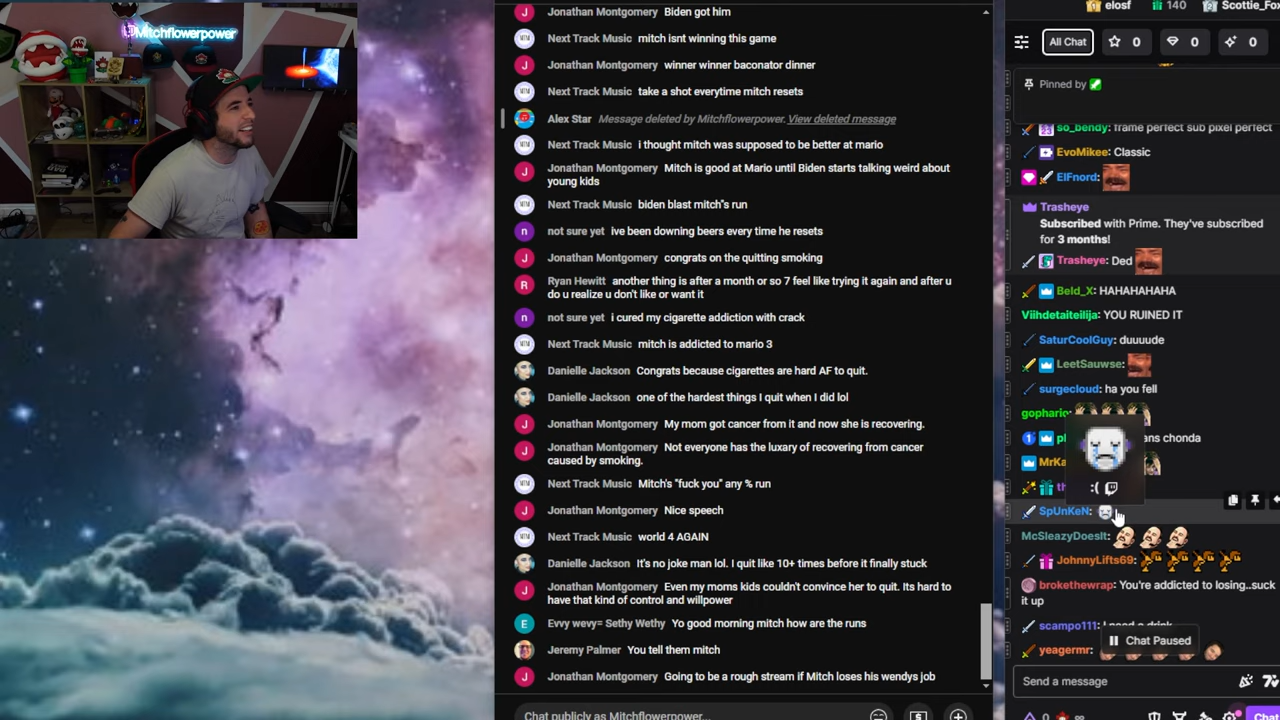 Mitchflowerpower
Jonathan Montgomery Biden got him
Next Track Music mitch isnt winning this game
Jonathan Montgomery winner winner baconator dinner
Next Track Music take a shot everytime mitch resets
Alex Star Message deleted by Mitchflowerpower. View deleted message
Next Track Music i thought mitch was supposed to be better at mario
Jonathan Montgomery Mitch is good at Mario until Biden starts talking weird about
young kids
Next Track Music biden blast mitch"s run
not sure yet ive been downing beers every time he resets
Jonathan Montgomery congrats on the quitting smoking
Ryan Hewitt another thing is after a month or so 7 feel like trying it again and after u
do u realize u don't like or want it
not sure yet i cured my cigarette addiction with crack
Next Track Music mitch is addicted to mario 3
Danielle Jackson Congrats because cigarettes are hard AF to quit.
Danielle Jackson one of the hardest things I quit when I did lol
Jonathan Montgomery My mom got cancer from it and now she is recovering.
Jonathan Montgomery Not everyone has the luxary of recovering from cancer
caused by smoking.
Next Track Music Mitch's "fuck you" any % run
Jonathan Montgomery Nice speech
Next Track Music world 4 AGAIN
Danielle Jackson It's no joke man lol. I quit like 10+ times before it finally stuck
Jonathan Montgomery Even my moms kids couldn't convince her to quit. Its hard to
have that kind of control and willpower
Evvy wevy= Sethy Wethy Yo good morning mitch how are the runs
Jeremy Palmer You tell them mitch
Jonathan Montgomery Going to be a rough stream if Mitch loses his wendys job
Chat publicly as Mitchflowerpower...
elosf 140 Scottie_Fox
All Chat 0 0 0
Pinned by
so_bendy: frame perfect sub pixel perfect
EvoMikee: Classic
ElFnord:
Trasheye
Subscribed with Prime. They've subscribed
for 3 months!
Trasheye: Ded
Beld_X: HAHAHAHAHA
Viihdetaiteilija: YOU RUINED IT
SaturCoolGuy: duuuude
LeetSauwse:
surgecloud: ha you fell
gophario
ans chonda
MrKa
:(
SpUnKeN:
McSleazyDoesIt:
JohnnyLifts69:
brokethewrap: You're addicted to losing..suck
it up
scampo111: I need a drink
Chat Paused
yeagermr:
Send a message
0
Chat